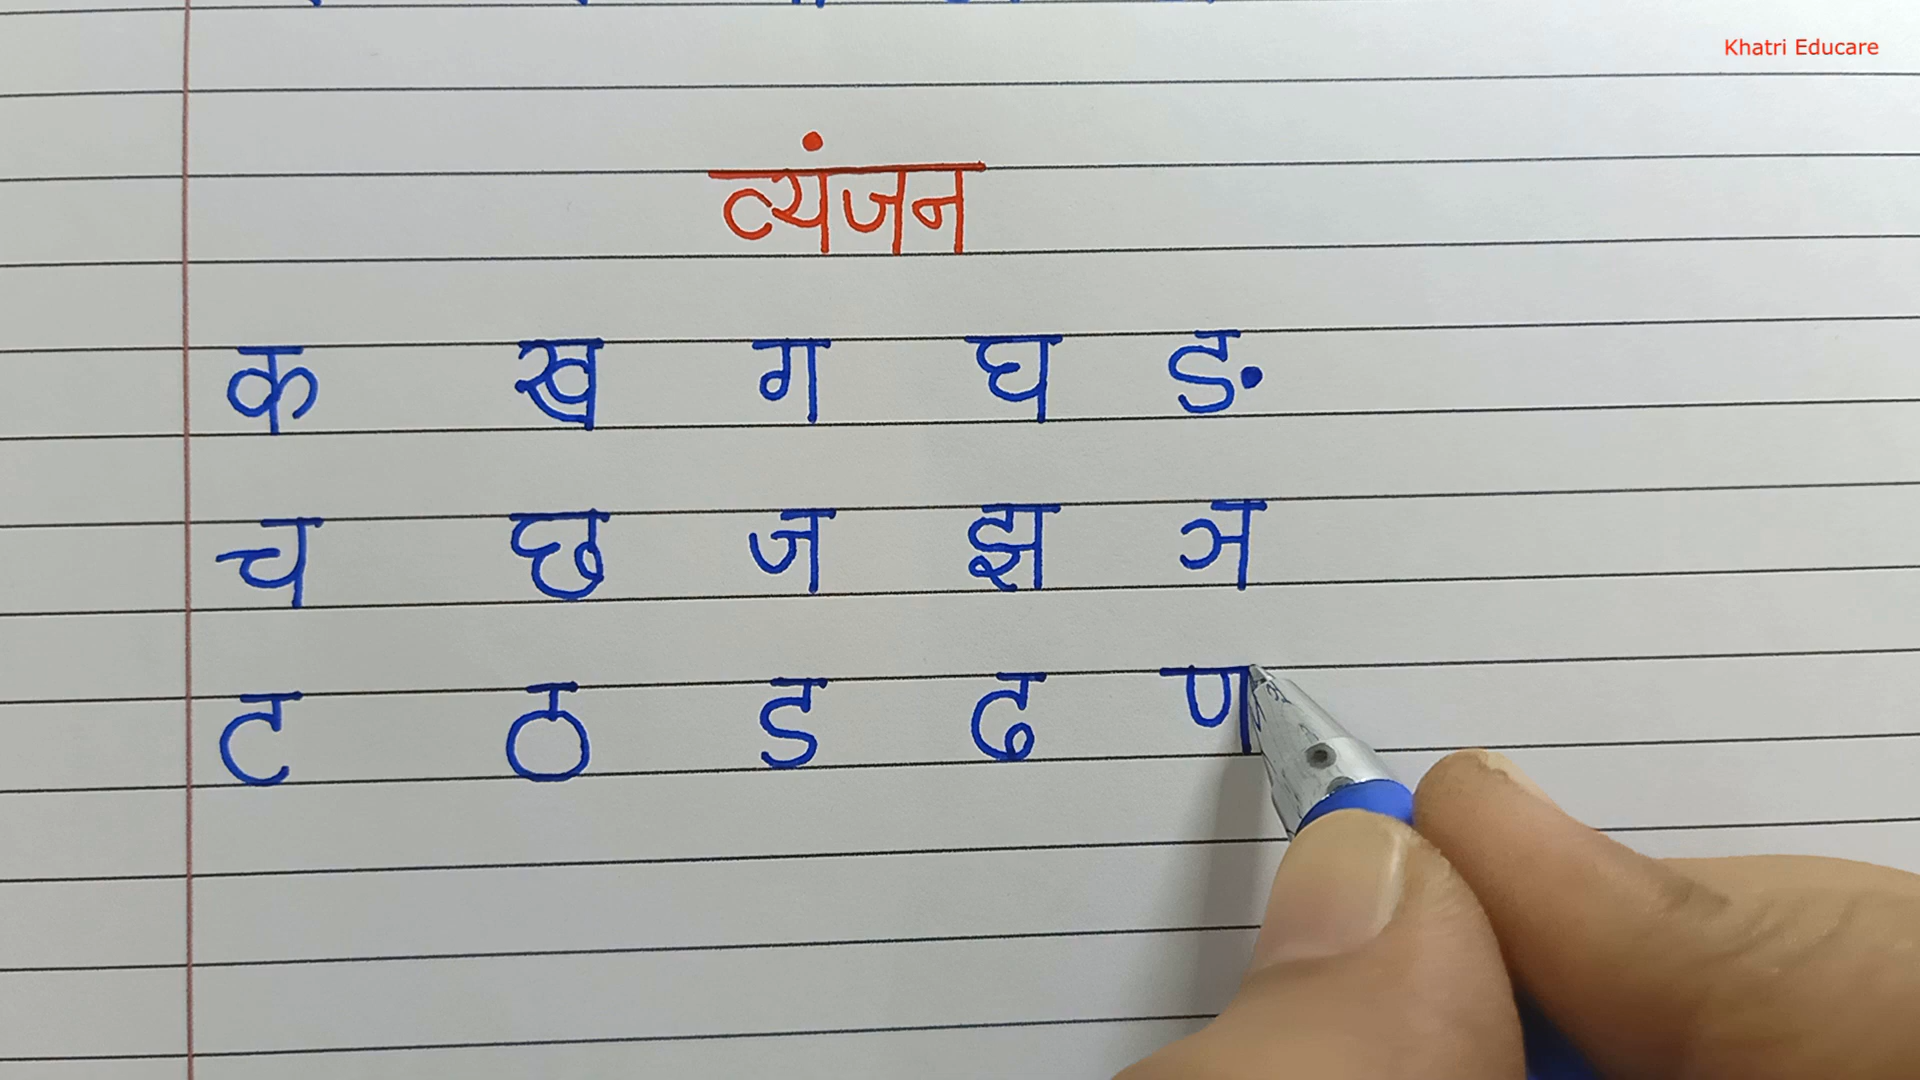 Khatri Educare
व्यंजन
क ख ग घ ङ
च छ ज झ ञ
ट ठ ड ढ ण